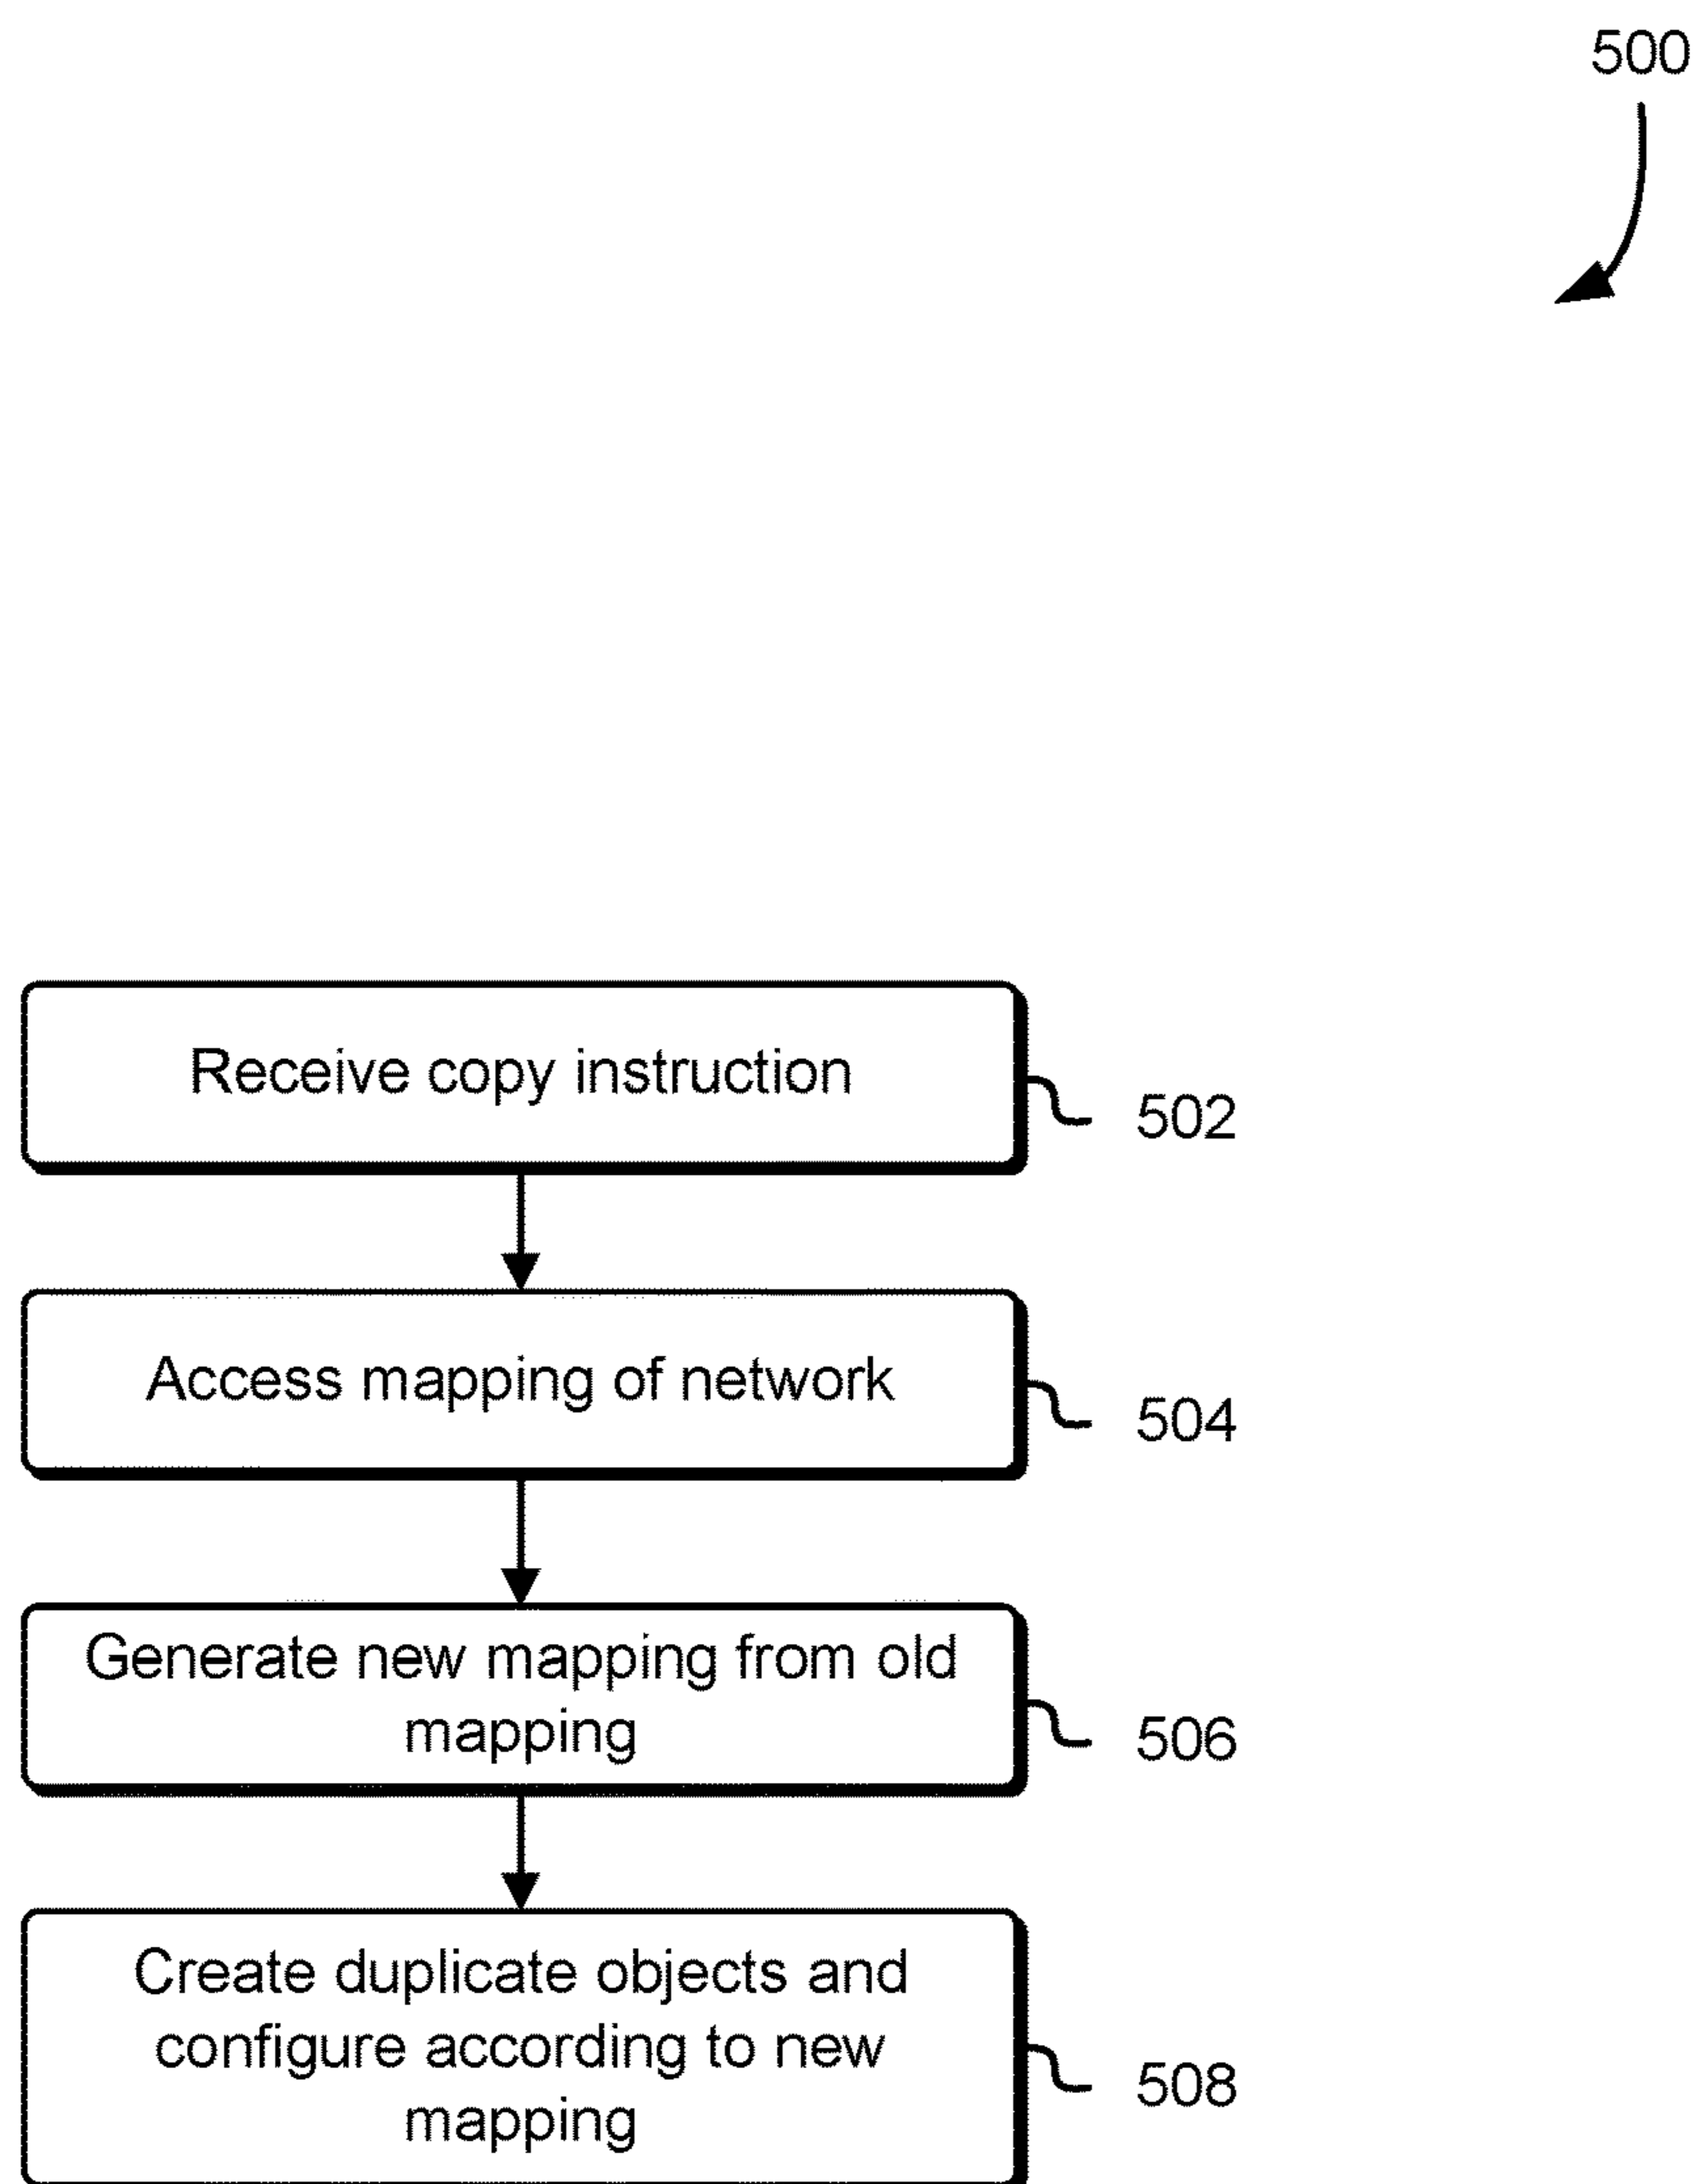 500
Receive copy instruction
502
Access mapping of network
504
Generate new mapping from old
mapping
506
Create duplicate objects and
configure according to new
mapping
508